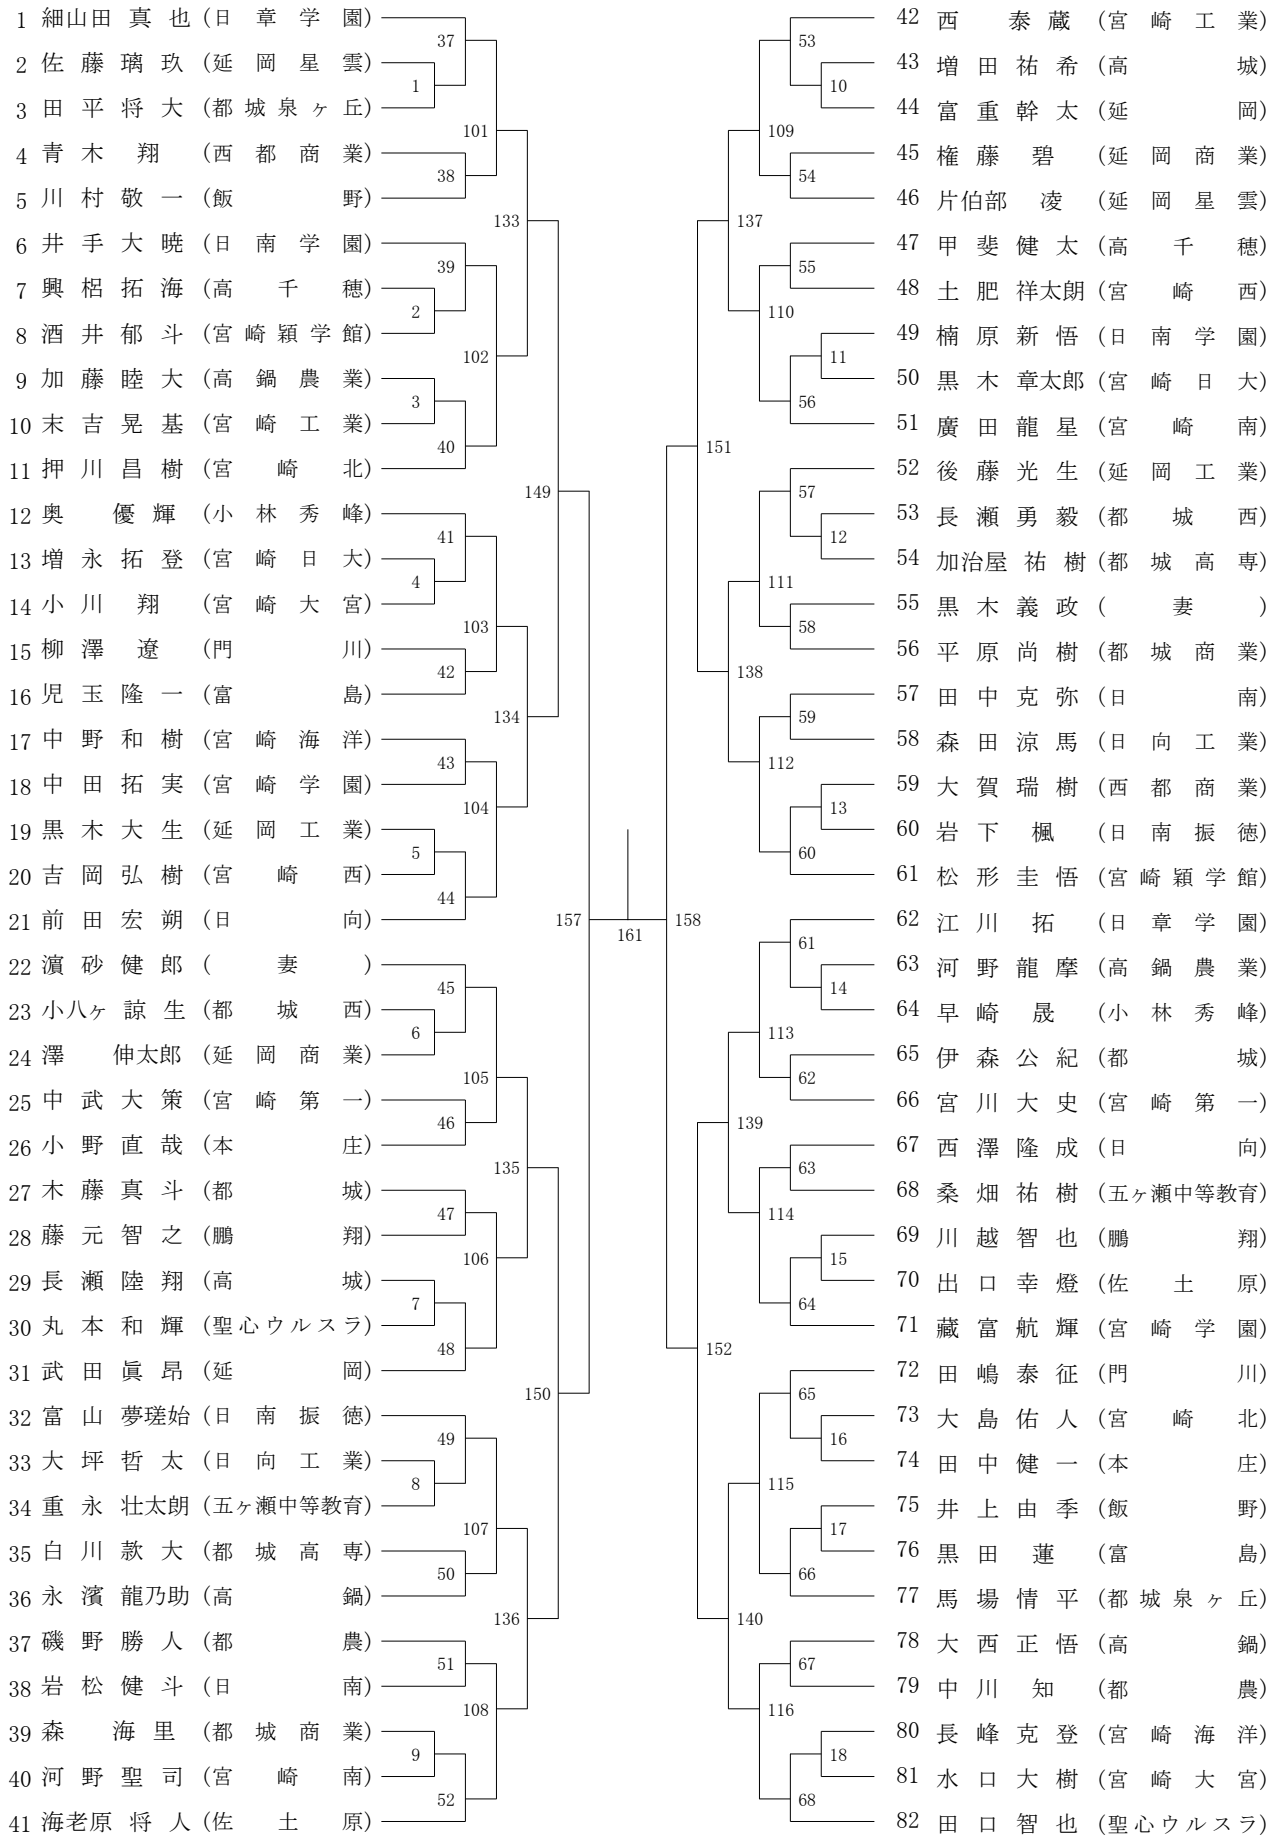 1 細山田 真 也 (日 章 学 園)
2 佐 藤 璃 玖 (延 岡 星 雲)
3 田 平 将 大 (都 城 泉 ヶ 丘)
4 青 木 翔 (西 都 商 業)
5 川 村 敬 一 (飯 野)
6 井 手 大 暁 (日 南 学 園)
7 興 梠 拓 海 (高 千 穂)
8 酒 井 郁 斗 (宮 崎 穎 学 館)
9 加 藤 睦 大 (高 鍋 農 業)
10 末 吉 晃 基 (宮 崎 工 業)
11 押 川 昌 樹 (宮 崎 北)
12 奥 優 輝 (小 林 秀 峰)
13 増 永 拓 登 (宮 崎 日 大)
14 小 川 翔 (宮 崎 大 宮)
15 柳 澤 遼 (門 川)
16 児 玉 隆 一 (富 島)
17 中 野 和 樹 (宮 崎 海 洋)
18 中 田 拓 実 (宮 崎 学 園)
19 黒 木 大 生 (延 岡 工 業)
20 吉 岡 弘 樹 (宮 崎 西)
21 前 田 宏 朔 (日 向)
22 濵 砂 健 郎 ( 妻 )
23 小八ヶ 諒 生 (都 城 西)
24 澤 伸太郎 (延 岡 商 業)
25 中 武 大 策 (宮 崎 第 一)
26 小 野 直 哉 (本 庄)
27 木 藤 真 斗 (都 城)
28 藤 元 智 之 (鵬 翔)
29 長 瀬 陸 翔 (高 城)
30 丸 本 和 輝 (聖心ウルスラ)
31 武 田 眞 昂 (延 岡)
32 富 山 夢瑳始 (日 南 振 徳)
33 大 坪 哲 太 (日 向 工 業)
34 重 永 壮太朗 (五ヶ瀬中等教育)
35 白 川 款 大 (都 城 高 専)
36 永 濱 龍乃助 (高 鍋)
37 磯 野 勝 人 (都 農)
38 岩 松 健 斗 (日 南)
39 森 海 里 (都 城 商 業)
40 河 野 聖 司 (宮 崎 南)
41 海老原 将 人 (佐 土 原)
37
1
101
38
133
39
2
102
3
40
149
41
4
103
42
134
43
104
5
44
157
45
6
105
46
135
47
106
7
48
150
49
8
107
50
136
51
108
9
52
161
53
10
109
54
137
55
110
11
56
151
57
12
111
58
138
59
112
13
60
158
61
14
113
62
139
63
114
15
64
152
65
16
115
17
66
140
67
116
18
68
42 西 泰 蔵 (宮 崎 工 業)
43 増 田 祐 希 (高 城)
44 富 重 幹 太 (延 岡)
45 権 藤 碧 (延 岡 商 業)
46 片伯部 凌 (延 岡 星 雲)
47 甲 斐 健 太 (高 千 穂)
48 土 肥 祥太朗 (宮 崎 西)
49 楠 原 新 悟 (日 南 学 園)
50 黒 木 章太郎 (宮 崎 日 大)
51 廣 田 龍 星 (宮 崎 南)
52 後 藤 光 生 (延 岡 工 業)
53 長 瀬 勇 毅 (都 城 西)
54 加治屋 祐 樹 (都 城 高 専)
55 黒 木 義 政 ( 妻 )
56 平 原 尚 樹 (都 城 商 業)
57 田 中 克 弥 (日 南)
58 森 田 涼 馬 (日 向 工 業)
59 大 賀 瑞 樹 (西 都 商 業)
60 岩 下 楓 (日 南 振 徳)
61 松 形 圭 悟 (宮 崎 穎 学 館)
62 江 川 拓 (日 章 学 園)
63 河 野 龍 摩 (高 鍋 農 業)
64 早 崎 晟 (小 林 秀 峰)
65 伊 森 公 紀 (都 城)
66 宮 川 大 史 (宮 崎 第 一)
67 西 澤 隆 成 (日 向)
68 桑 畑 祐 樹 (五ヶ瀬中等教育)
69 川 越 智 也 (鵬 翔)
70 出 口 幸 燈 (佐 土 原)
71 藏 富 航 輝 (宮 崎 学 園)
72 田 嶋 泰 征 (門 川)
73 大 島 佑 人 (宮 崎 北)
74 田 中 健 一 (本 庄)
75 井 上 由 季 (飯 野)
76 黒 田 蓮 (富 島)
77 馬 場 情 平 (都 城 泉 ヶ 丘)
78 大 西 正 悟 (高 鍋)
79 中 川 知 (都 農)
80 長 峰 克 登 (宮 崎 海 洋)
81 水 口 大 樹 (宮 崎 大 宮)
82 田 口 智 也 (聖心ウルスラ)